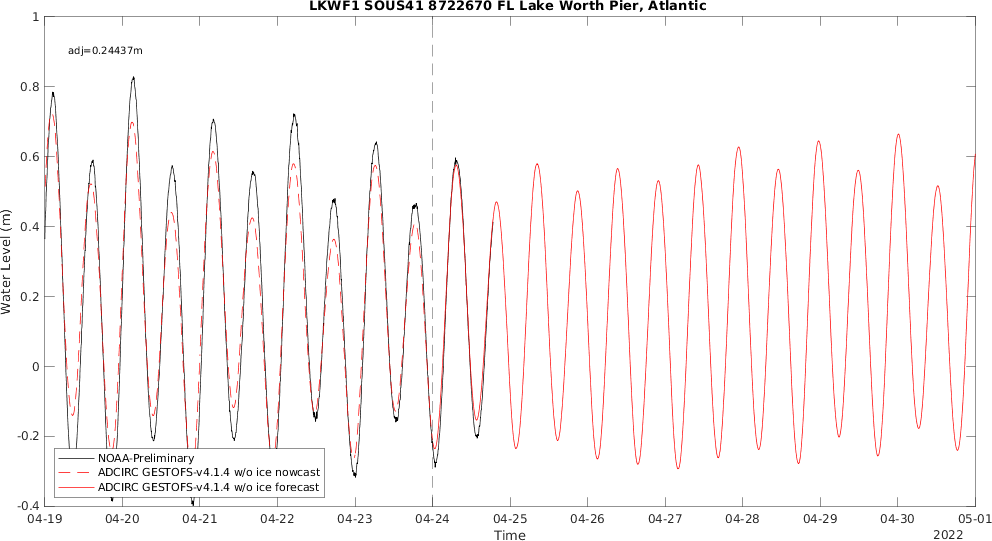 LKWF1 SOUS41 8722670 FL Lake Worth Pier, Atlantic
adj=0.24437m
1
0.8
0.6
0.4
0.2
0
-0.2
-0.4
Water Level (m)
NOAA-Preliminary
ADCIRC GESTOFS-v4.1.4 w/o ice nowcast
ADCIRC GESTOFS-v4.1.4 w/o ice forecast
04-19 04-20 04-21 04-22 04-23 04-24 04-25 04-26 04-27 04-28 04-29 04-30 05-01
Time
2022